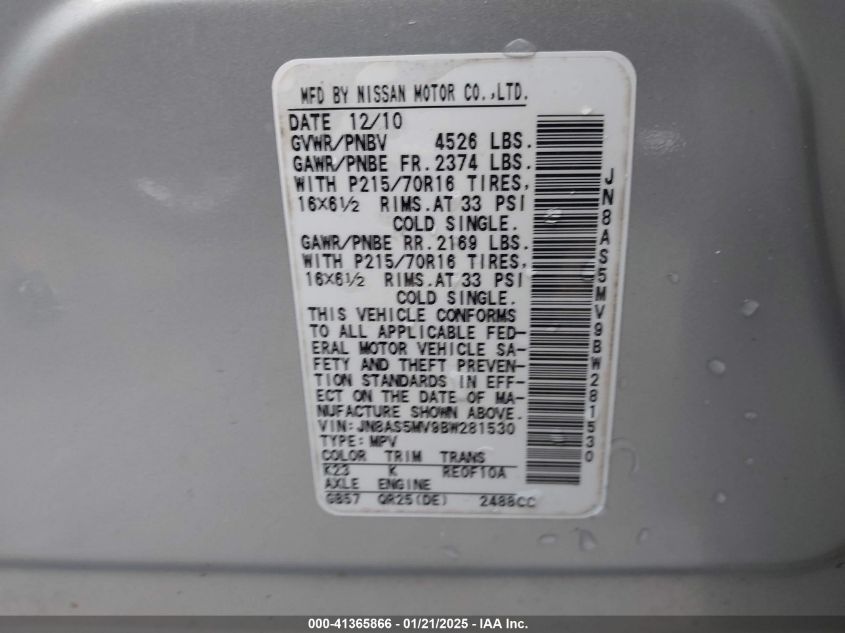 MFD BY NISSAN MOTOR CO.,LTD.
DATE 12/10
GVWR/PNBV 4526 LBS.
GAWR/PNBE FR.2374 LBS.
WITH P215/70R16 TIRES,
16X6½ RIMS.AT 33 PSI
COLD SINGLE.
GAWR/PNBE RR.2169 LBS.
WITH P215/70R16 TIRES,
16X6½ RIMS.AT 33 PSI
COLD SINGLE.
THIS VEHICLE CONFORMS
TO ALL APPLICABLE FED-
ERAL MOTOR VEHICLE SA-
FETY AND THEFT PREVEN-
TION STANDARDS IN EFF-
ECT ON THE DATE OF MA-
NUFACTURE SHOWN ABOVE.
VIN:JN8AS5MV9BW281530
TYPE:MPV
COLOR TRIM TRANS
K23 K RE0F10A
AXLE ENGINE
GB57 QR25(DE) 2488CC
JN8AS5MV9BW281530
000-41365866 / 01/21/2025 - IAA Inc.